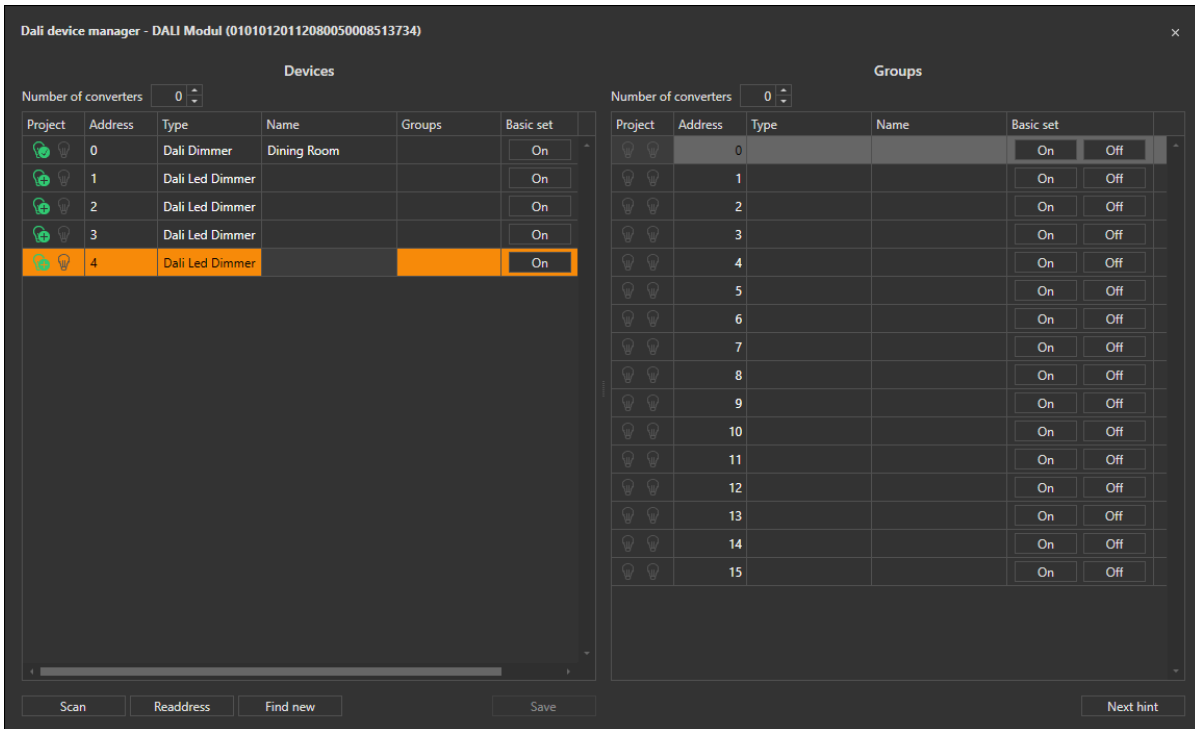 Dali device manager - DALI Modul (01010120112080050008513734)
×
Devices
Number of converters 0
Project Address Type Name Groups Basic set
0 Dali Dimmer Dining Room On
1 Dali Led Dimmer On
2 Dali Led Dimmer On
3 Dali Led Dimmer On
4 Dali Led Dimmer On
Scan Readdress Find new Save
Groups
Number of converters 0
Project Address Type Name Basic set
0 On Off
1 On Off
2 On Off
3 On Off
4 On Off
5 On Off
6 On Off
7 On Off
8 On Off
9 On Off
10 On Off
11 On Off
12 On Off
13 On Off
14 On Off
15 On Off
Next hint